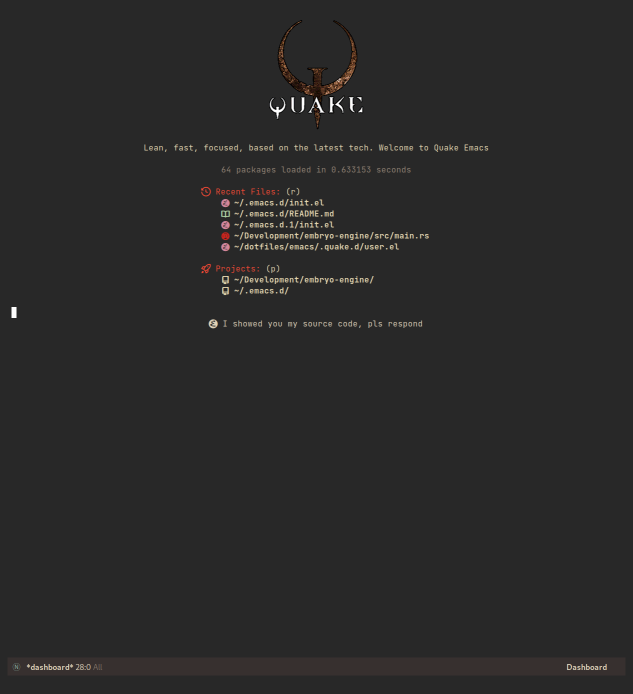 QUAKE
Lean, fast, focused, based on the latest tech. Welcome to Quake Emacs
64 packages loaded in 0.633153 seconds
Recent Files: (r)
~/.emacs.d/init.el
~/.emacs.d/README.md
~/.emacs.d.1/init.el
~/Development/embryo-engine/src/main.rs
~/dotfiles/emacs/.quake.d/user.el
Projects: (p)
~/Development/embryo-engine/
~/.emacs.d/
I showed you my source code, pls respond
N *dashboard* 28:0 All Dashboard